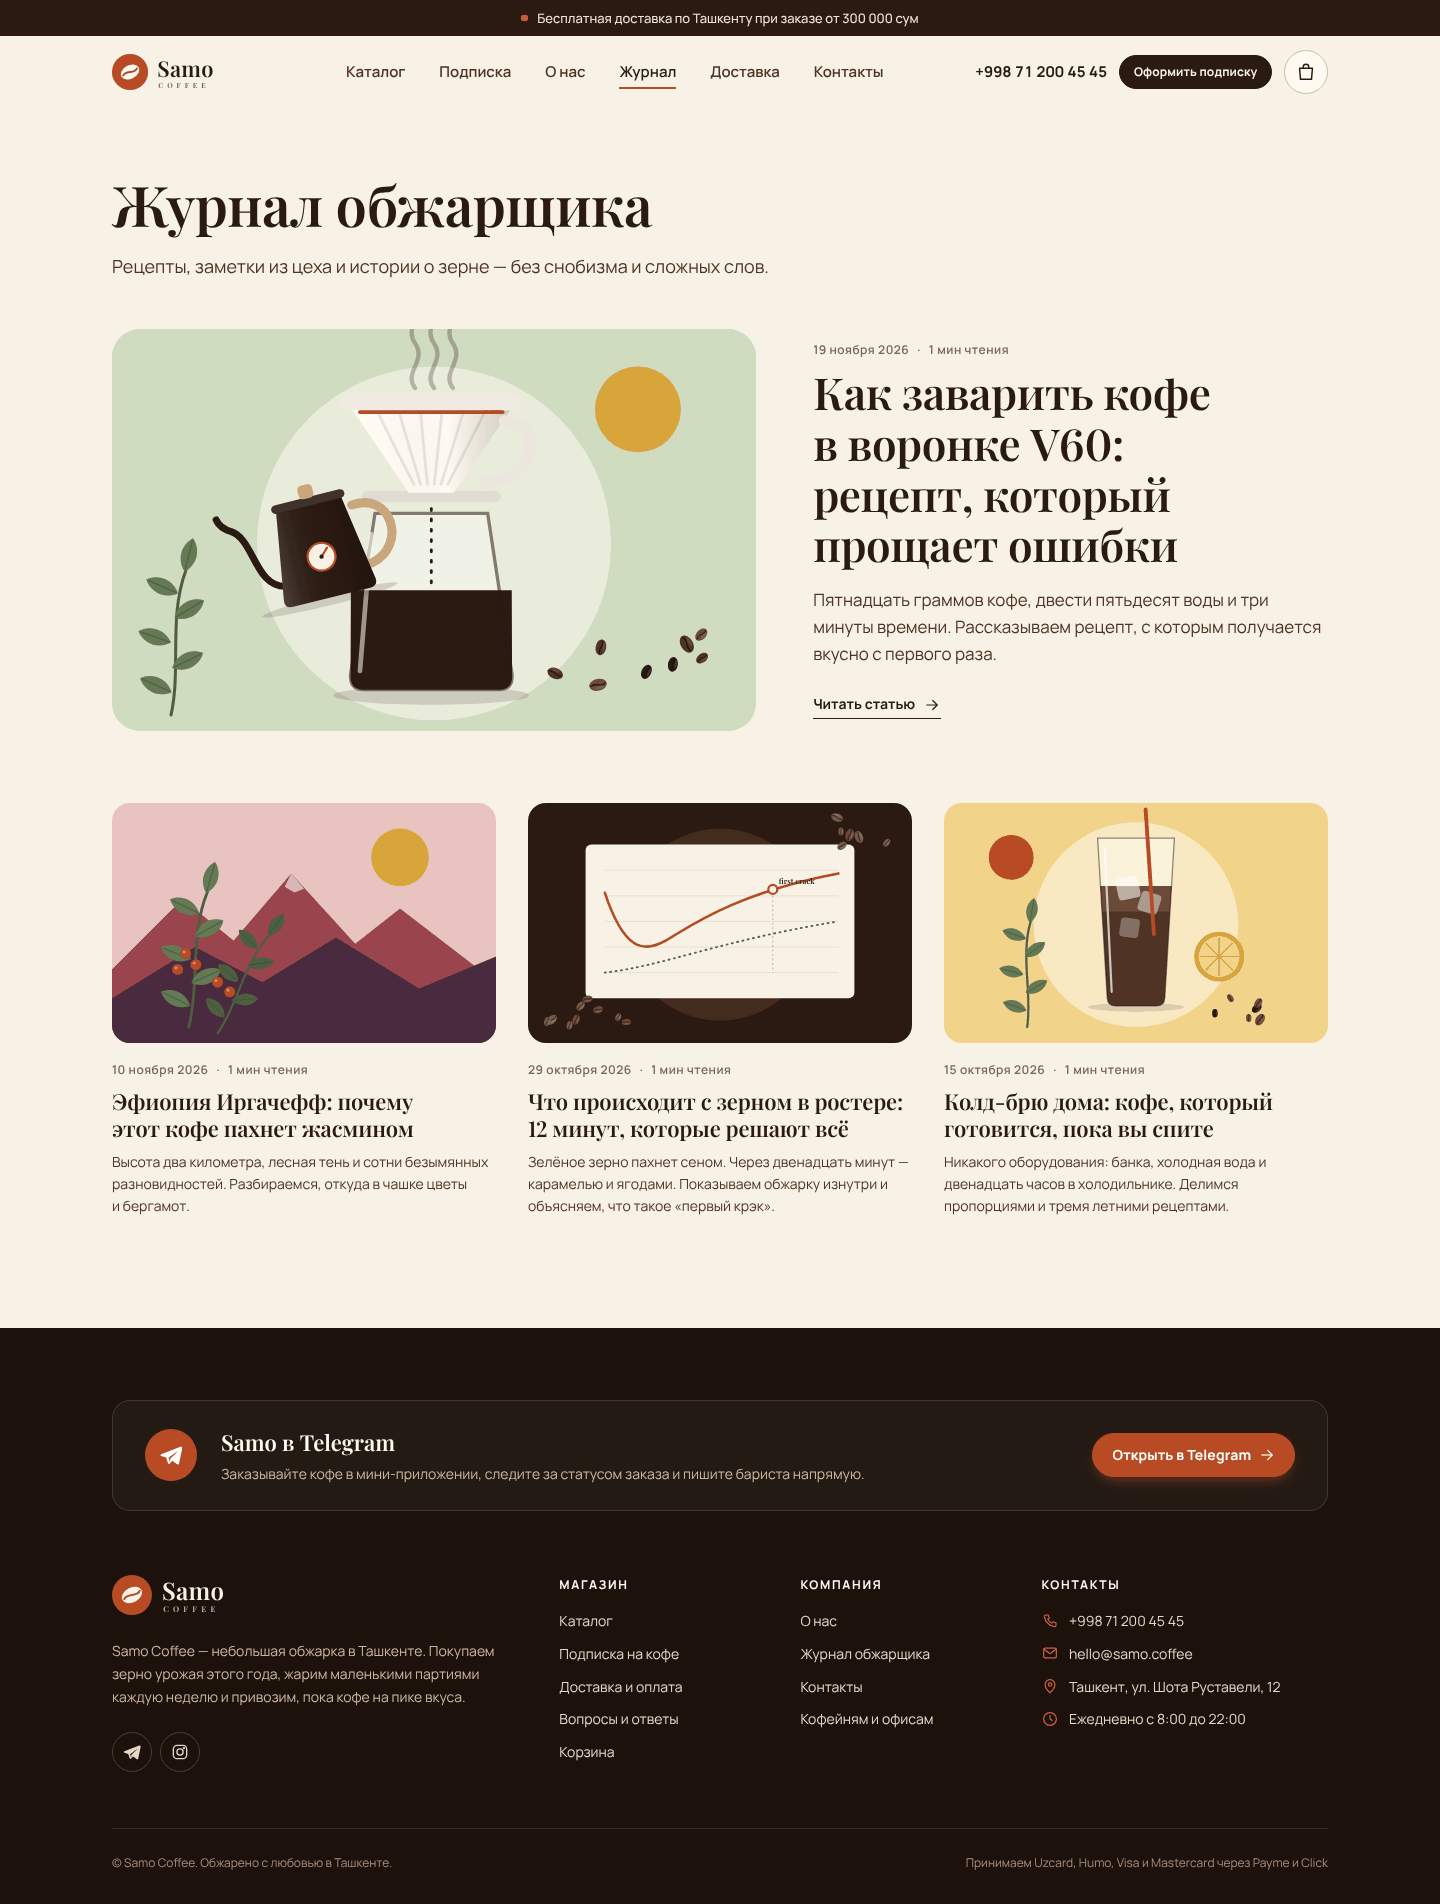 Бесплатная доставка по Ташкенту при заказе от 300 000 сум
Samo
COFFEE
Каталог
Подписка
О нас
Журнал
Доставка
Контакты
+998 71 200 45 45
Оформить подписку
Журнал обжарщика
Рецепты, заметки из цеха и истории о зерне — без снобизма и сложных слов.
19 ноября 2026 · 1 мин чтения
Как заварить кофе
в воронке V60:
рецепт, который
прощает ошибки
Пятнадцать граммов кофе, двести пятьдесят воды и три
минуты времени. Рассказываем рецепт, с которым получается
вкусно с первого раза.
Читать статью
first crack
10 ноября 2026 · 1 мин чтения
Эфиопия Иргачефф: почему
этот кофе пахнет жасмином
Высота два километра, лесная тень и сотни безымянных
разновидностей. Разбираемся, откуда в чашке цветы
и бергамот.
29 октября 2026 · 1 мин чтения
Что происходит с зерном в ростере:
12 минут, которые решают всё
Зелёное зерно пахнет сеном. Через двенадцать минут —
карамелью и ягодами. Показываем обжарку изнутри и
объясняем, что такое «первый крэк».
15 октября 2026 · 1 мин чтения
Колд-брю дома: кофе, который
готовится, пока вы спите
Никакого оборудования: банка, холодная вода и
двенадцать часов в холодильнике. Делимся
пропорциями и тремя летними рецептами.
Samo в Telegram
Заказывайте кофе в мини-приложении, следите за статусом заказа и пишите бариста напрямую.
Открыть в Telegram
Samo
COFFEE
Samo Coffee — небольшая обжарка в Ташкенте. Покупаем
зерно урожая этого года, жарим маленькими партиями
каждую неделю и привозим, пока кофе на пике вкуса.
МАГАЗИН
Каталог
Подписка на кофе
Доставка и оплата
Вопросы и ответы
Корзина
КОМПАНИЯ
О нас
Журнал обжарщика
Контакты
Кофейням и офисам
КОНТАКТЫ
+998 71 200 45 45
hello@samo.coffee
Ташкент, ул. Шота Руставели, 12
Ежедневно с 8:00 до 22:00
© Samo Coffee. Обжарено с любовью в Ташкенте.
Принимаем Uzcard, Humo, Visa и Mastercard через Payme и Click